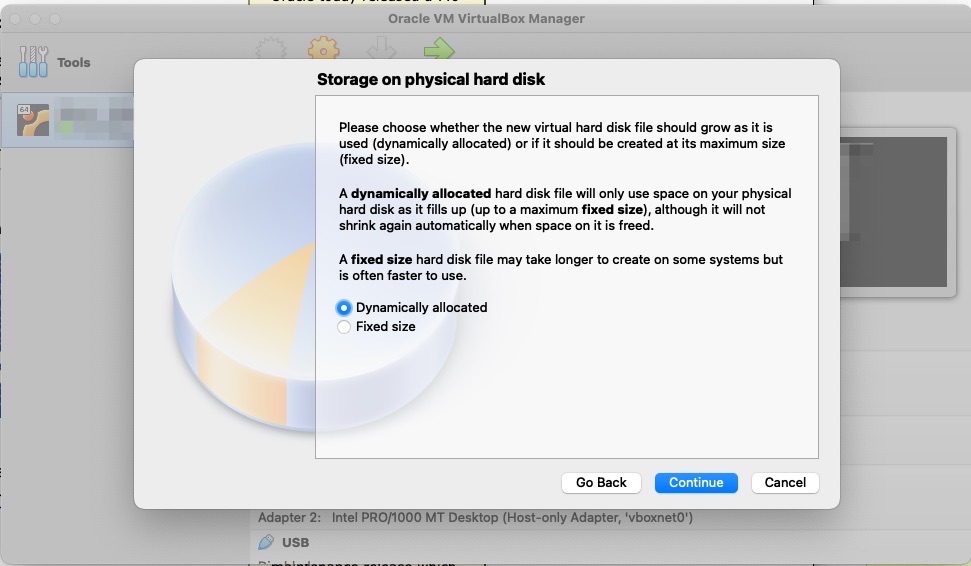 Oracle today released a
Oracle VM VirtualBox Manager
Tools
64
Storage on physical hard disk
Please choose whether the new virtual hard disk file should grow as it is
used (dynamically allocated) or if it should be created at its maximum size
(fixed size).
A dynamically allocated hard disk file will only use space on your physical
hard disk as it fills up (up to a maximum fixed size), although it will not
shrink again automatically when space on it is freed.
A fixed size hard disk file may take longer to create on some systems but
is often faster to use.
Dynamically allocated
Fixed size
Go Back
Continue
Cancel
Adapter 2: Intel PRO/1000 MT Desktop (Host-only Adapter, 'vboxnet0')
USB
maintenance release which